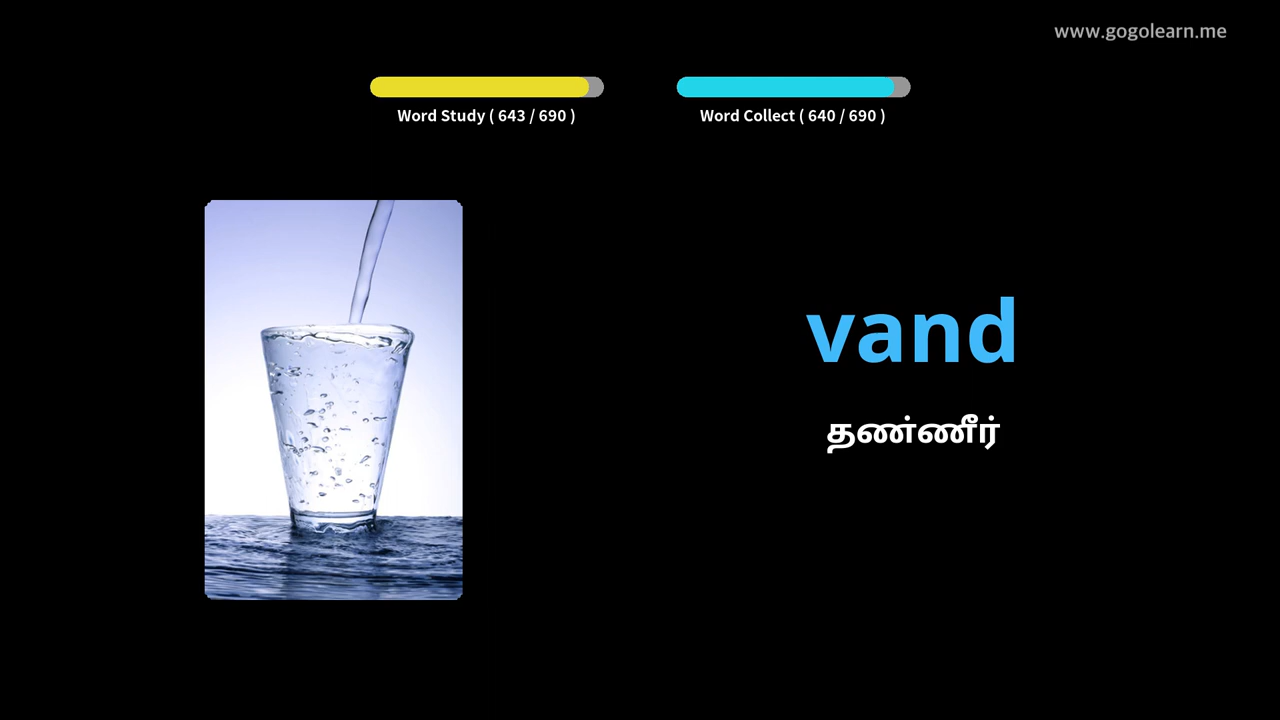 www.gogolearn.me
Word Study ( 643 / 690 )
Word Collect ( 640 / 690 )
vand
தண்ணீர்